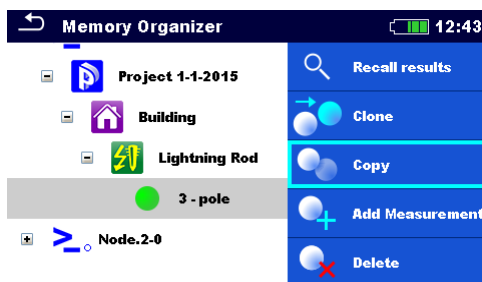 Memory Organizer
12:43
Project 1-1-2015
Building
Lightning Rod
3 - pole
Node.2-0
Recall results
Clone
Copy
Add Measurement
Delete